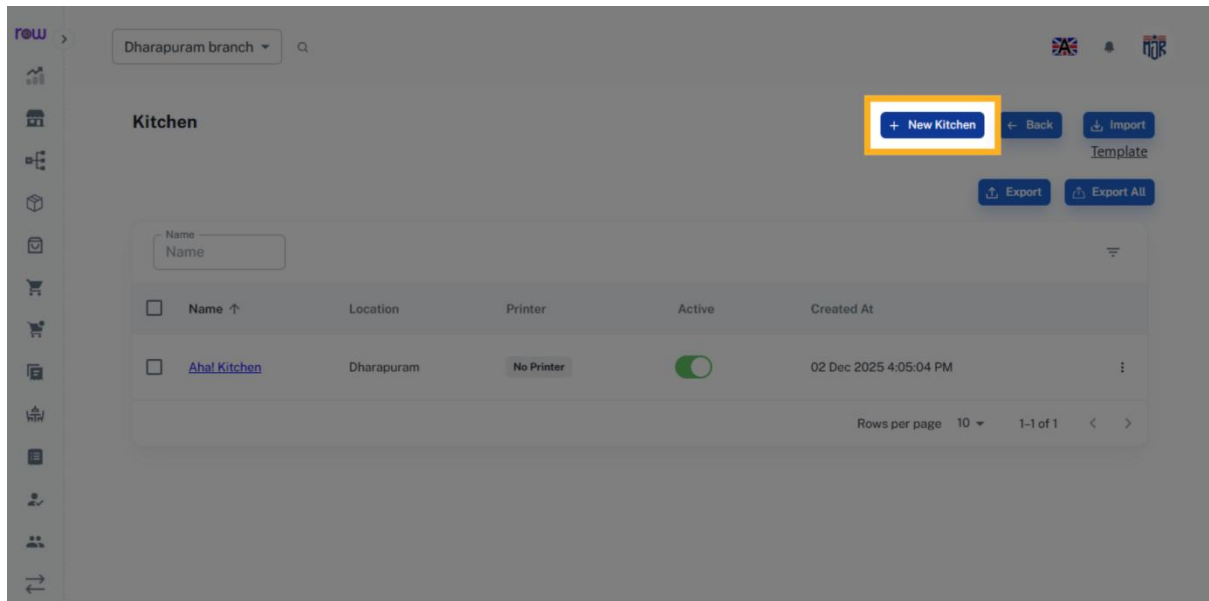 row
Dharapuram branch
A
MJR
Kitchen
+ New Kitchen
← Back
Import
Template
Export
Export All
Name
Name
Name ↑ Location Printer Active Created At
Aha! Kitchen Dharapuram No Printer 02 Dec 2025 4:05:04 PM
Rows per page 10 1-1 of 1 < >